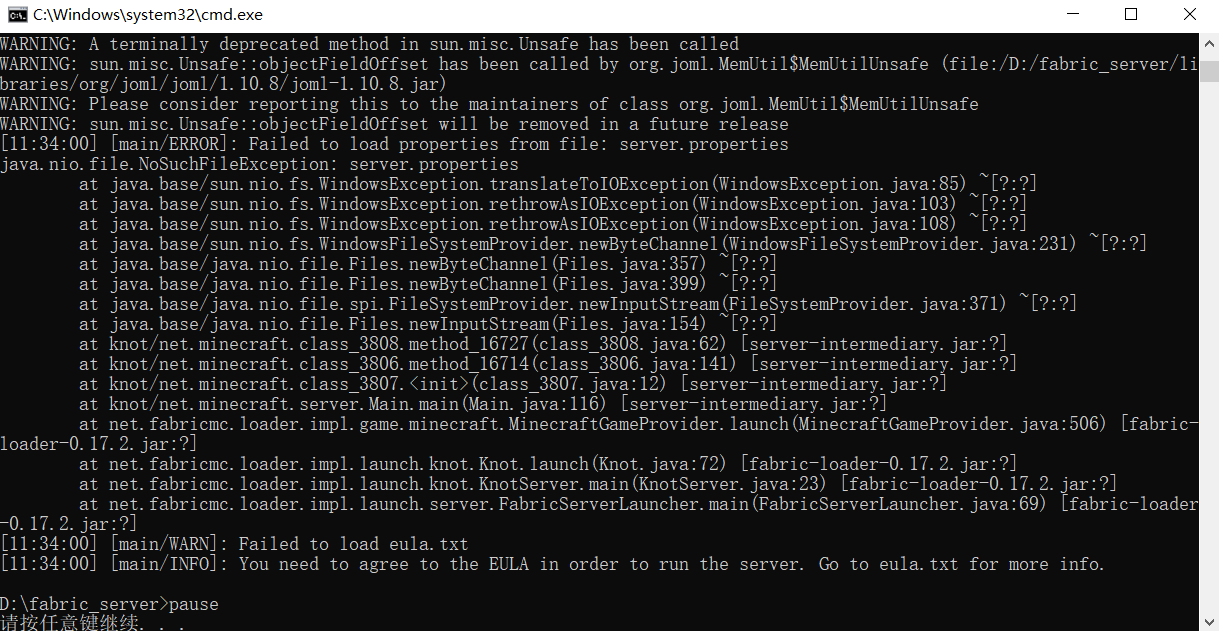 C:\Windows\system32\cmd.exe
WARNING: A terminally deprecated method in sun.misc.Unsafe has been called
WARNING: sun.misc.Unsafe::objectFieldOffset has been called by org.joml.MemUtil$MemUtilUnsafe (file:/D:/fabric_server/li
braries/org/joml/joml/1.10.8/joml-1.10.8.jar)
WARNING: Please consider reporting this to the maintainers of class org.joml.MemUtil$MemUtilUnsafe
WARNING: sun.misc.Unsafe::objectFieldOffset will be removed in a future release
[11:34:00] [main/ERROR]: Failed to load properties from file: server.properties
java.nio.file.NoSuchFileException: server.properties
at java.base/sun.nio.fs.WindowsException.translateToIOException(WindowsException.java:85) ~[?:?]
at java.base/sun.nio.fs.WindowsException.rethrowAsIOException(WindowsException.java:103) ~[?:?]
at java.base/sun.nio.fs.WindowsException.rethrowAsIOException(WindowsException.java:108) ~[?:?]
at java.base/sun.nio.fs.WindowsFileSystemProvider.newByteChannel(WindowsFileSystemProvider.java:231) ~[?:?]
at java.base/java.nio.file.Files.newByteChannel(Files.java:357) ~[?:?]
at java.base/java.nio.file.Files.newByteChannel(Files.java:399) ~[?:?]
at java.base/java.nio.file.spi.FileSystemProvider.newInputStream(FileSystemProvider.java:371) ~[?:?]
at java.base/java.nio.file.Files.newInputStream(Files.java:154) ~[?:?]
at knot/net.minecraft.class_3808.method_16727(class_3808.java:62) [server-intermediary.jar:?]
at knot/net.minecraft.class_3806.method_16714(class_3806.java:141) [server-intermediary.jar:?]
at knot/net.minecraft.class_3807.<init>(class_3807.java:12) [server-intermediary.jar:?]
at knot/net.minecraft.server.Main.main(Main.java:116) [server-intermediary.jar:?]
at net.fabricmc.loader.impl.game.minecraft.MinecraftGameProvider.launch(MinecraftGameProvider.java:506) [fabric-
loader-0.17.2.jar:?]
at net.fabricmc.loader.impl.launch.knot.Knot.launch(Knot.java:72) [fabric-loader-0.17.2.jar:?]
at net.fabricmc.loader.impl.launch.knot.KnotServer.main(KnotServer.java:23) [fabric-loader-0.17.2.jar:?]
at net.fabricmc.loader.impl.launch.server.FabricServerLauncher.main(FabricServerLauncher.java:69) [fabric-loader
-0.17.2.jar:?]
[11:34:00] [main/WARN]: Failed to load eula.txt
[11:34:00] [main/INFO]: You need to agree to the EULA in order to run the server. Go to eula.txt for more info.
D:\fabric_server>pause
请按任意键继续. . .